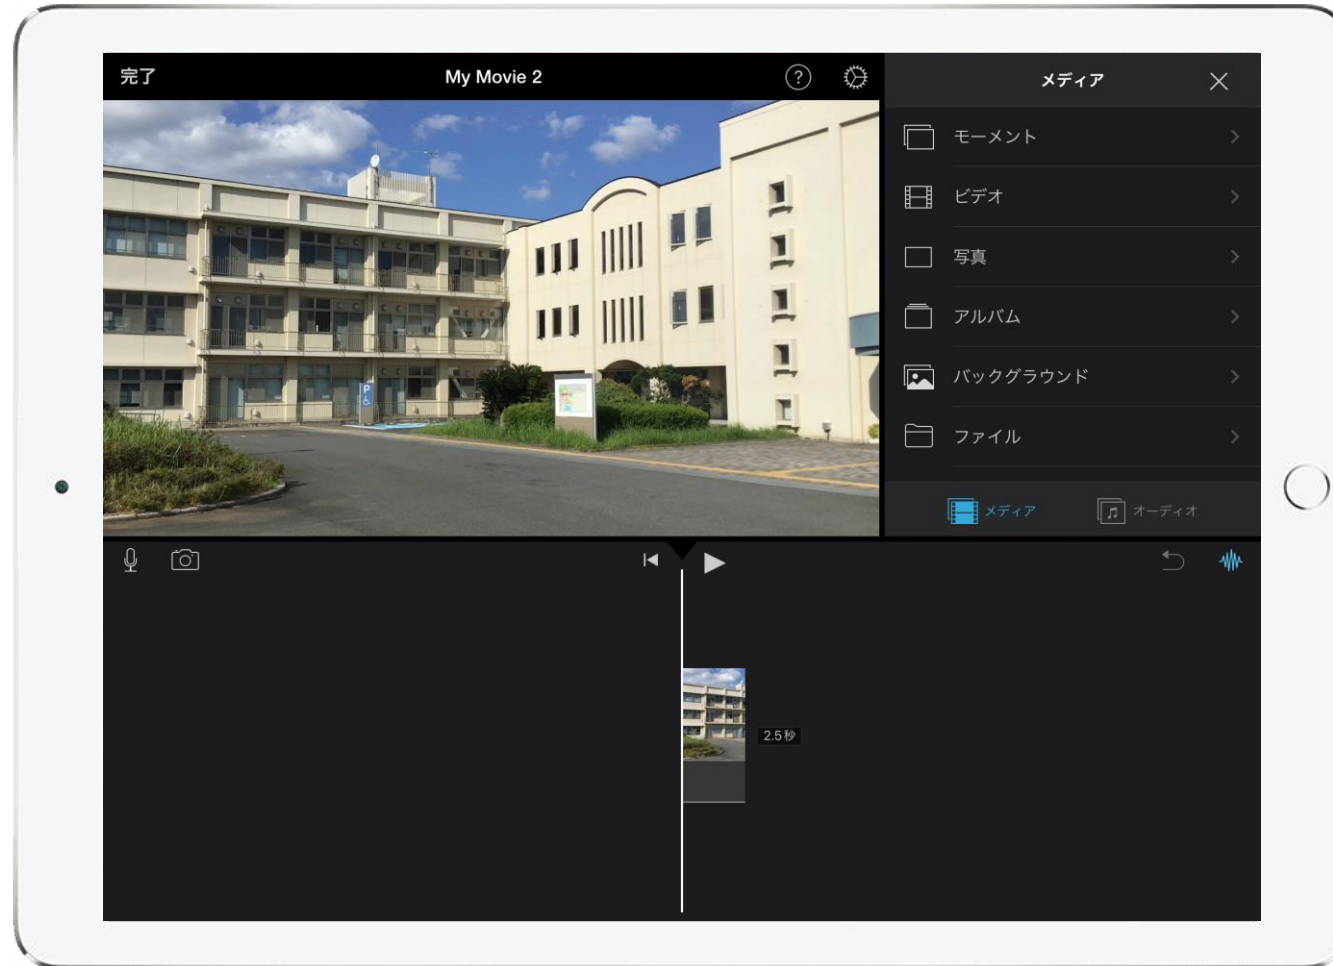 完了
My Movie 2
?
メディア
モーメント
ビデオ
写真
アルバム
バックグラウンド
ファイル
メディア
オーディオ
P
2.5秒